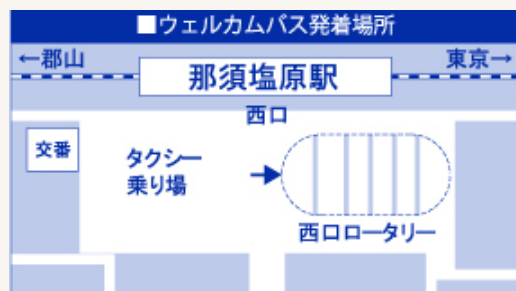 ■ウェルカムバス発着場所
←郡山
東京→
那須塩原駅
西口
交番
タクシー
乗り場
西口ロータリー